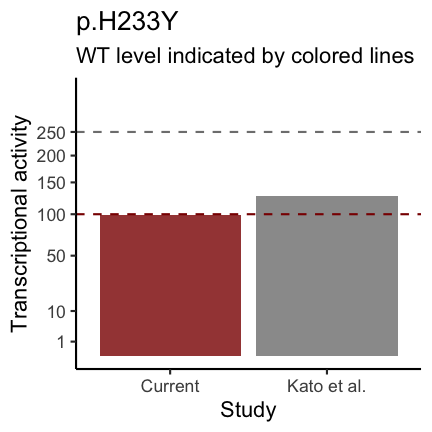 p.H233Y
WT level indicated by colored lines
Transcriptional activity
250
200
150
100
50
10
1
Current
Kato et al.
Study